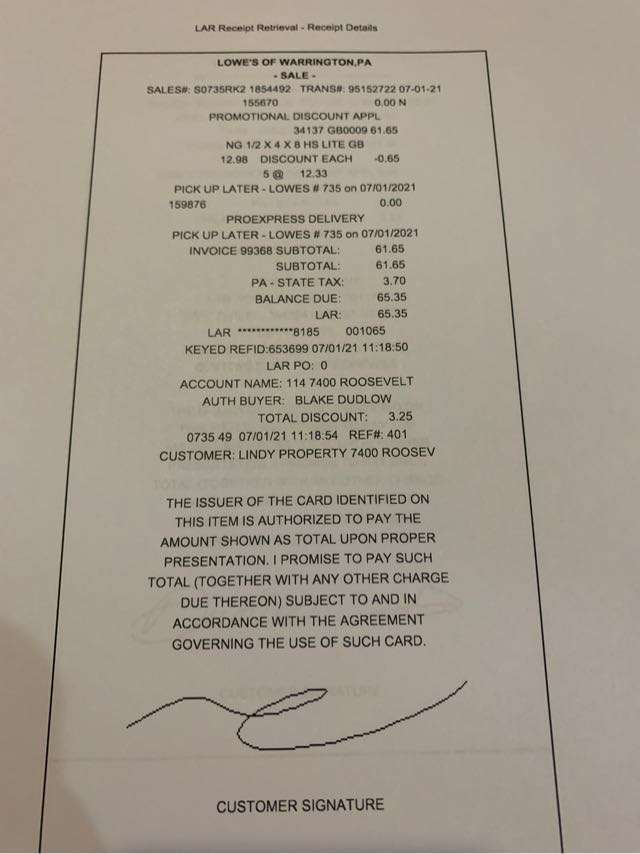 LAR Receipt Retrieval - Receipt Details
LOWE'S OF WARRINGTON,PA
- SALE -
SALES#: S0735RK2 1854492 TRANS#: 95152722 07-01-21
155670 0.00 N
PROMOTIONAL DISCOUNT APPL
34137 GB0009 61.65
NG 1/2 X 4 X 8 HS LITE GB
12.98 DISCOUNT EACH -0.65
5 @ 12.33
PICK UP LATER - LOWES # 735 on 07/01/2021
159876 0.00
PROEXPRESS DELIVERY
PICK UP LATER - LOWES # 735 on 07/01/2021
INVOICE 99368 SUBTOTAL: 61.65
SUBTOTAL: 61.65
PA - STATE TAX: 3.70
BALANCE DUE: 65.35
LAR: 65.35
LAR ************8185 001065
KEYED REFID:653699 07/01/21 11:18:50
LAR PO: 0
ACCOUNT NAME: 114 7400 ROOSEVELT
AUTH BUYER: BLAKE DUDLOW
TOTAL DISCOUNT: 3.25
0735 49 07/01/21 11:18:54 REF#: 401
CUSTOMER: LINDY PROPERTY 7400 ROOSEV
THE ISSUER OF THE CARD IDENTIFIED ON
THIS ITEM IS AUTHORIZED TO PAY THE
AMOUNT SHOWN AS TOTAL UPON PROPER
PRESENTATION. I PROMISE TO PAY SUCH
TOTAL (TOGETHER WITH ANY OTHER CHARGE
DUE THEREON) SUBJECT TO AND IN
ACCORDANCE WITH THE AGREEMENT
GOVERNING THE USE OF SUCH CARD.
CUSTOMER SIGNATURE